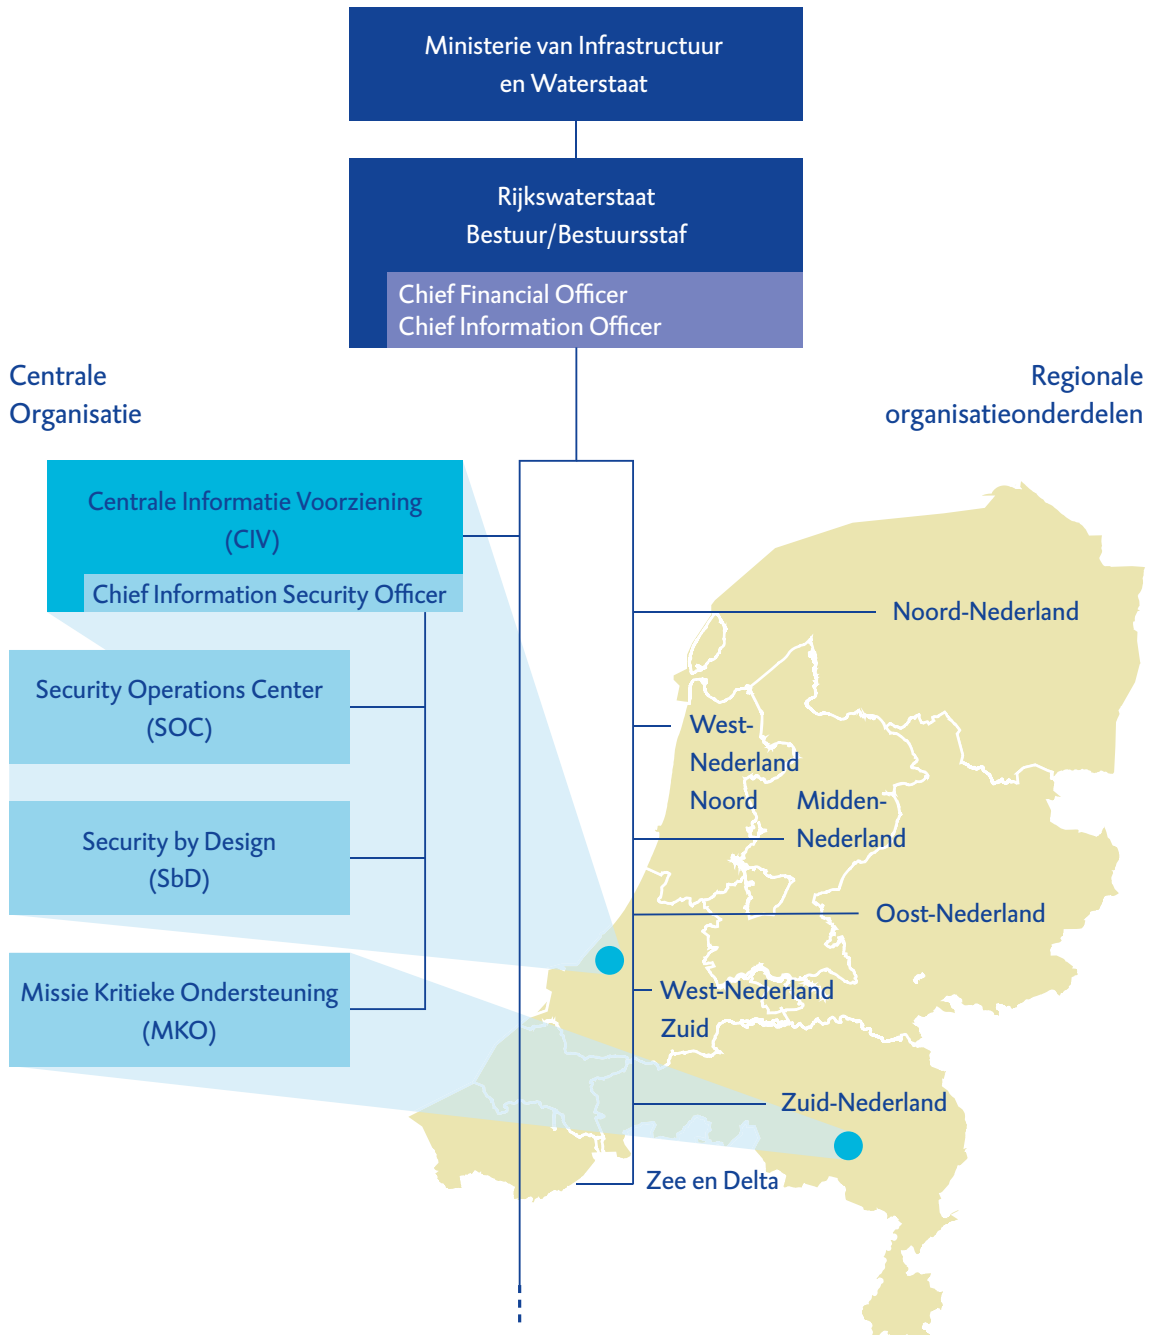 Ministerie van Infrastructuur
en Waterstaat
Rijkswaterstaat
Bestuur/Bestuursstaf
Chief Financial Officer
Chief Information Officer
Centrale
Organisatie
Regionale
organisatieonderdelen
Centrale Informatie Voorziening
(CIV)
Chief Information Security Officer
Security Operations Center
(SOC)
Security by Design
(SbD)
Missie Kritieke Ondersteuning
(MKO)
Noord-Nederland
West-
Nederland
Noord
Midden-
Nederland
Oost-Nederland
West-Nederland
Zuid
Zuid-Nederland
Zee en Delta